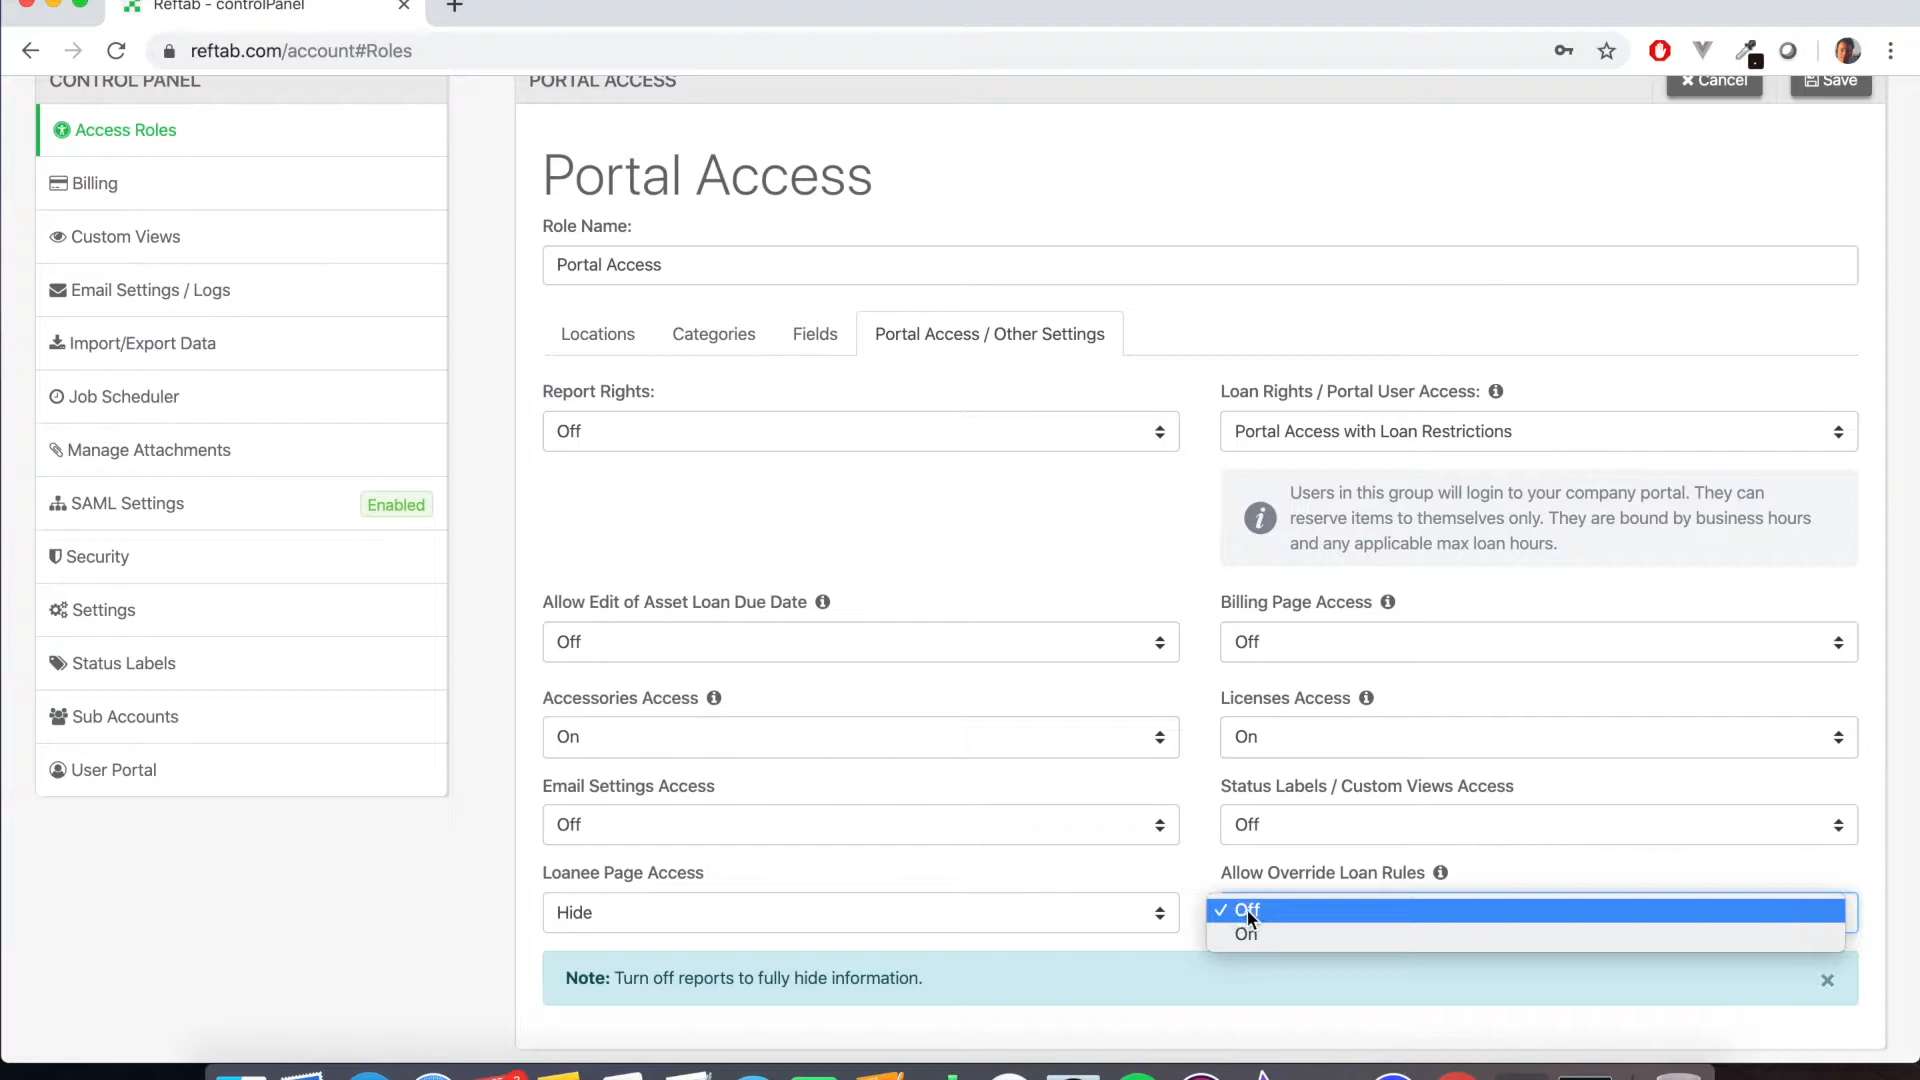 Reftab - controlPanel
reftab.com/account#Roles
CONTROL PANEL
Access Roles
Billing
Custom Views
Email Settings / Logs
Import/Export Data
Job Scheduler
Manage Attachments
SAML Settings
Enabled
Security
Settings
Status Labels
Sub Accounts
User Portal
PORTAL ACCESS
Cancel
Save
Portal Access
Role Name:
Portal Access
Locations
Categories
Fields
Portal Access / Other Settings
Report Rights:
Off
Loan Rights / Portal User Access:
Portal Access with Loan Restrictions
Users in this group will login to your company portal. They can
reserve items to themselves only. They are bound by business hours
and any applicable max loan hours.
Allow Edit of Asset Loan Due Date
Off
Billing Page Access
Off
Accessories Access
On
Licenses Access
On
Email Settings Access
Off
Status Labels / Custom Views Access
Off
Loanee Page Access
Hide
Allow Override Loan Rules
Off
On
Note: Turn off reports to fully hide information.